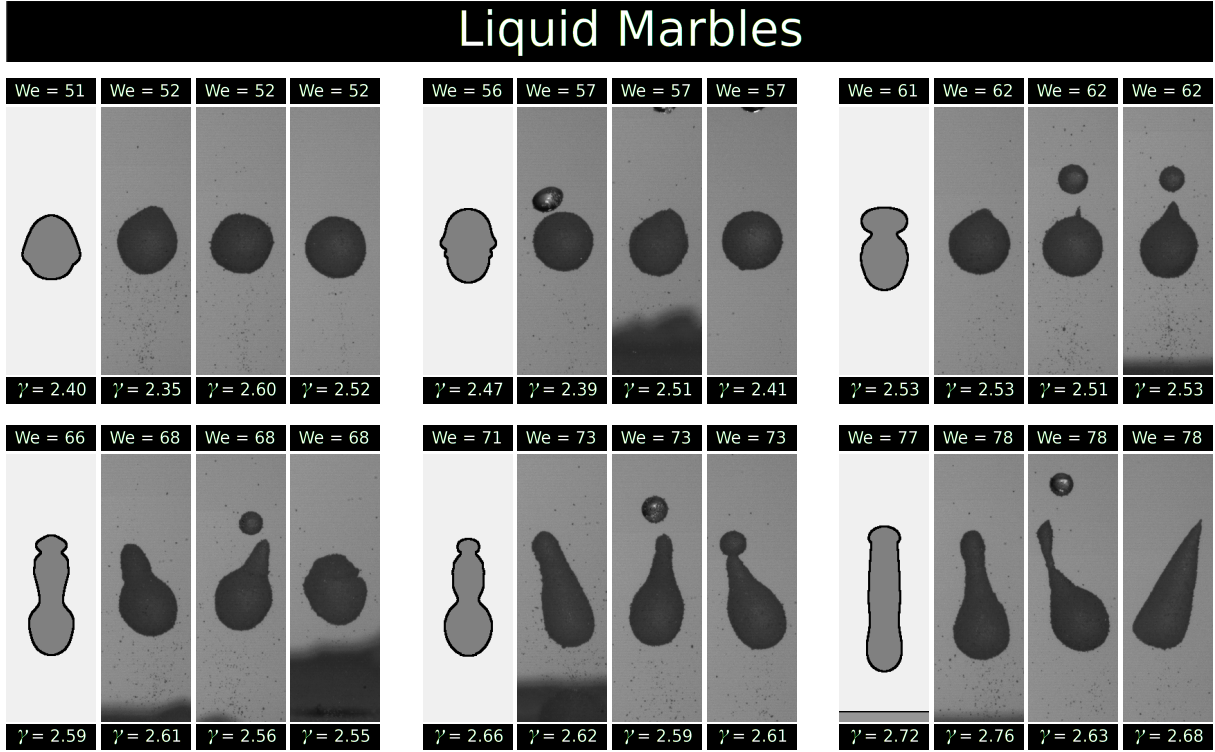 Liquid Marbles
We = 51 We = 52 We = 52 We = 52 We = 56 We = 57 We = 57 We = 57 We = 61 We = 62 We = 62 We = 62
γ = 2.40 γ = 2.35 γ = 2.60 γ = 2.52 γ = 2.47 γ = 2.39 γ = 2.51 γ = 2.41 γ = 2.53 γ = 2.53 γ = 2.51 γ = 2.53
We = 66 We = 68 We = 68 We = 68 We = 71 We = 73 We = 73 We = 73 We = 77 We = 78 We = 78 We = 78
γ = 2.59 γ = 2.61 γ = 2.56 γ = 2.55 γ = 2.66 γ = 2.62 γ = 2.59 γ = 2.61 γ = 2.72 γ = 2.76 γ = 2.63 γ = 2.68